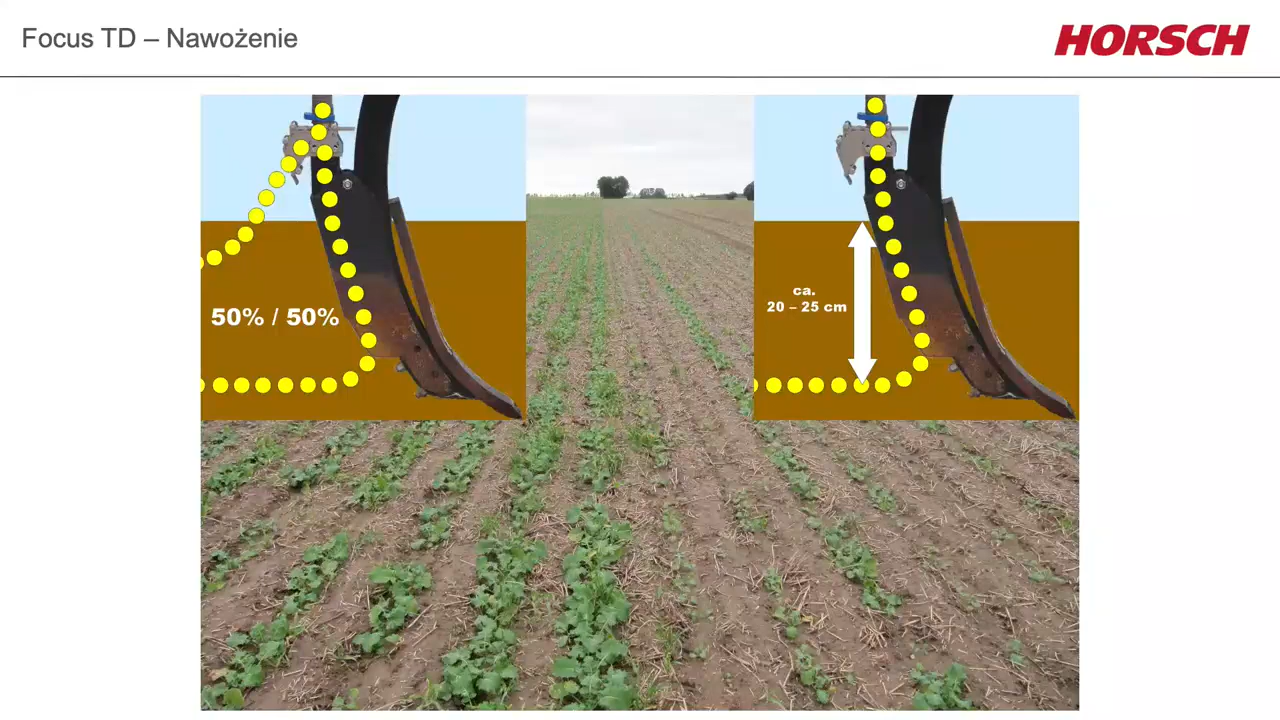 Focus TD – Nawożenie
HORSCH
50% / 50%
ca.
20 – 25 cm